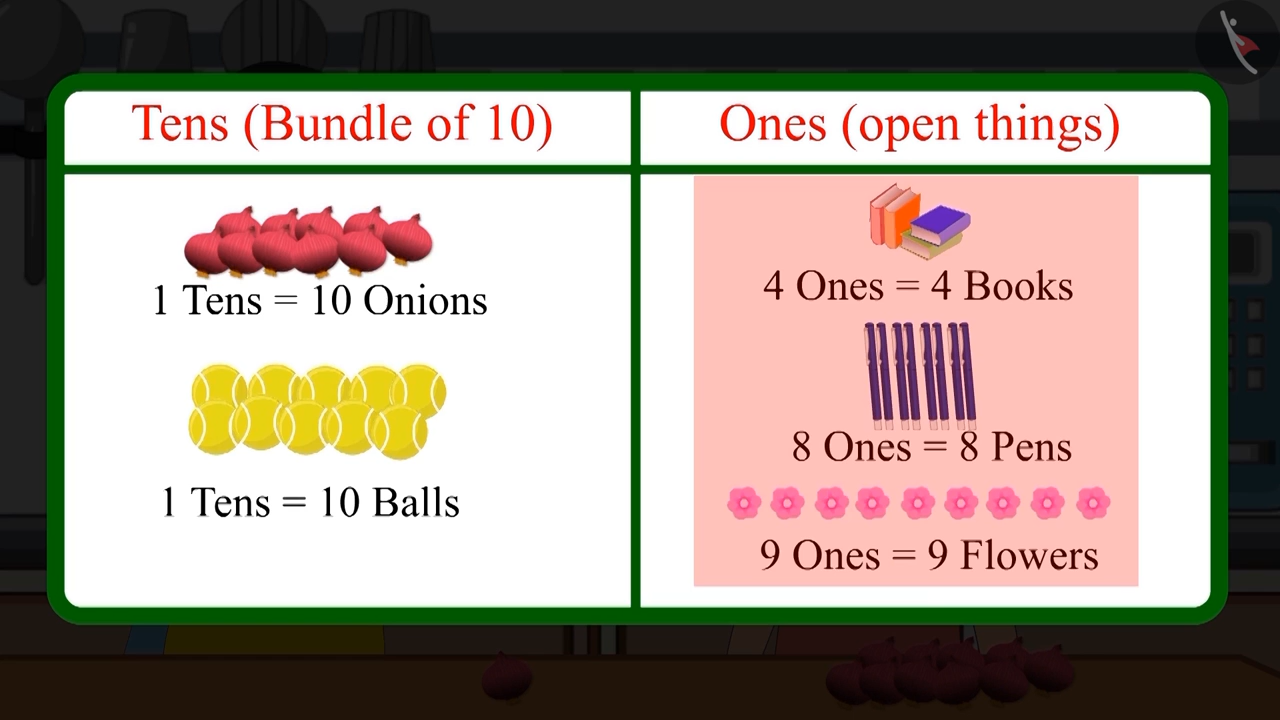 Tens (Bundle of 10)
Ones (open things)
1 Tens = 10 Onions
1 Tens = 10 Balls
4 Ones = 4 Books
8 Ones = 8 Pens
9 Ones = 9 Flowers